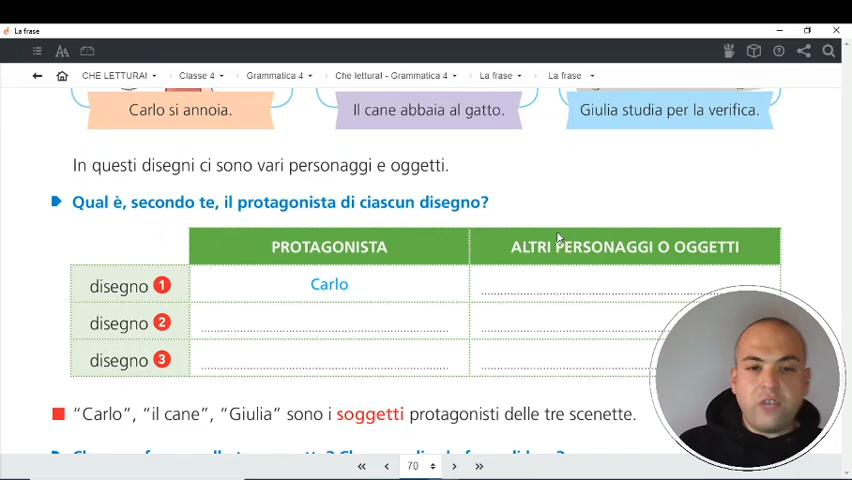 La frase
CHE LETTURA! Classe 4 Grammatica 4 Che lettura! - Grammatica 4 La frase La frase
Carlo si annoia. Il cane abbaia al gatto. Giulia studia per la verifica.
In questi disegni ci sono vari personaggi e oggetti.
Qual è, secondo te, il protagonista di ciascun disegno?
PROTAGONISTA ALTRI PERSONAGGI O OGGETTI
disegno 1 Carlo
disegno 2
disegno 3
"Carlo", "il cane", "Giulia" sono i soggetti protagonisti delle tre scenette.
70